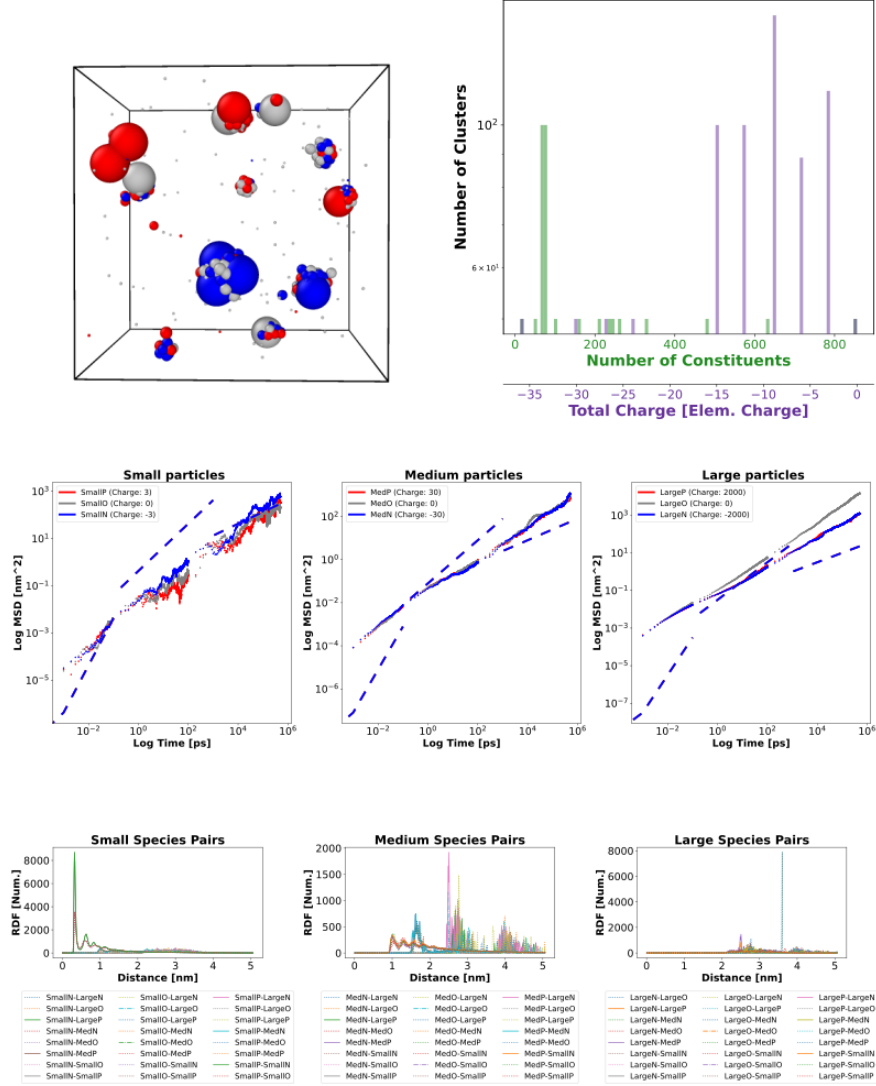 Number of Clusters
10²
6 × 10¹
0 200 400 600 800
Number of Constituents
−35 −30 −25 −20 −15 −10 −5 0
Total Charge [Elem. Charge]
Small particles
SmallP (Charge: 3)
SmallO (Charge: 0)
SmallN (Charge: -3)
Log MSD [nm^2]
10³
10¹
10⁻¹
10⁻³
10⁻⁵
10⁻² 10⁰ 10² 10⁴ 10⁶
Log Time [ps]
Medium particles
MedP (Charge: 30)
MedO (Charge: 0)
MedN (Charge: -30)
Log MSD [nm^2]
10²
10⁰
10⁻²
10⁻⁴
10⁻⁶
10⁻² 10⁰ 10² 10⁴ 10⁶
Log Time [ps]
Large particles
LargeP (Charge: 2000)
LargeO (Charge: 0)
LargeN (Charge: -2000)
Log MSD [nm^2]
10⁵
10³
10¹
10⁻¹
10⁻³
10⁻⁵
10⁻⁷
10⁻² 10⁰ 10² 10⁴ 10⁶
Log Time [ps]
Small Species Pairs
RDF [Num.]
8000
6000
4000
2000
0
0 1 2 3 4 5
Distance [nm]
SmallN-LargeN SmallO-LargeN SmallP-LargeN
SmallN-LargeO SmallO-LargeO SmallP-LargeO
SmallN-LargeP SmallO-LargeP SmallP-LargeP
SmallN-MedN SmallO-MedN SmallP-MedN
SmallN-MedO SmallO-MedO SmallP-MedO
SmallN-MedP SmallO-MedP SmallP-MedP
SmallN-SmallO SmallO-SmallN SmallP-SmallN
SmallN-SmallP SmallO-SmallP SmallP-SmallO
Medium Species Pairs
RDF [Num.]
2000
1500
1000
500
0
0 1 2 3 4 5
Distance [nm]
MedN-LargeN MedO-LargeN MedP-LargeN
MedN-LargeO MedO-LargeO MedP-LargeO
MedN-LargeP MedO-LargeP MedP-LargeP
MedN-MedO MedO-MedN MedP-MedN
MedN-MedP MedO-MedP MedP-MedO
MedN-SmallN MedO-SmallN MedP-SmallN
MedN-SmallO MedO-SmallO MedP-SmallO
MedN-SmallP MedO-SmallP MedP-SmallP
Large Species Pairs
RDF [Num.]
8000
6000
4000
2000
0
0 1 2 3 4 5
Distance [nm]
LargeN-LargeO LargeO-LargeN LargeP-LargeN
LargeN-LargeP LargeO-LargeP LargeP-LargeO
LargeN-MedN LargeO-MedN LargeP-MedN
LargeN-MedO LargeO-MedO LargeP-MedO
LargeN-MedP LargeO-MedP LargeP-MedP
LargeN-SmallN LargeO-SmallN LargeP-SmallN
LargeN-SmallO LargeO-SmallO LargeP-SmallO
LargeN-SmallP LargeO-SmallP LargeP-SmallP